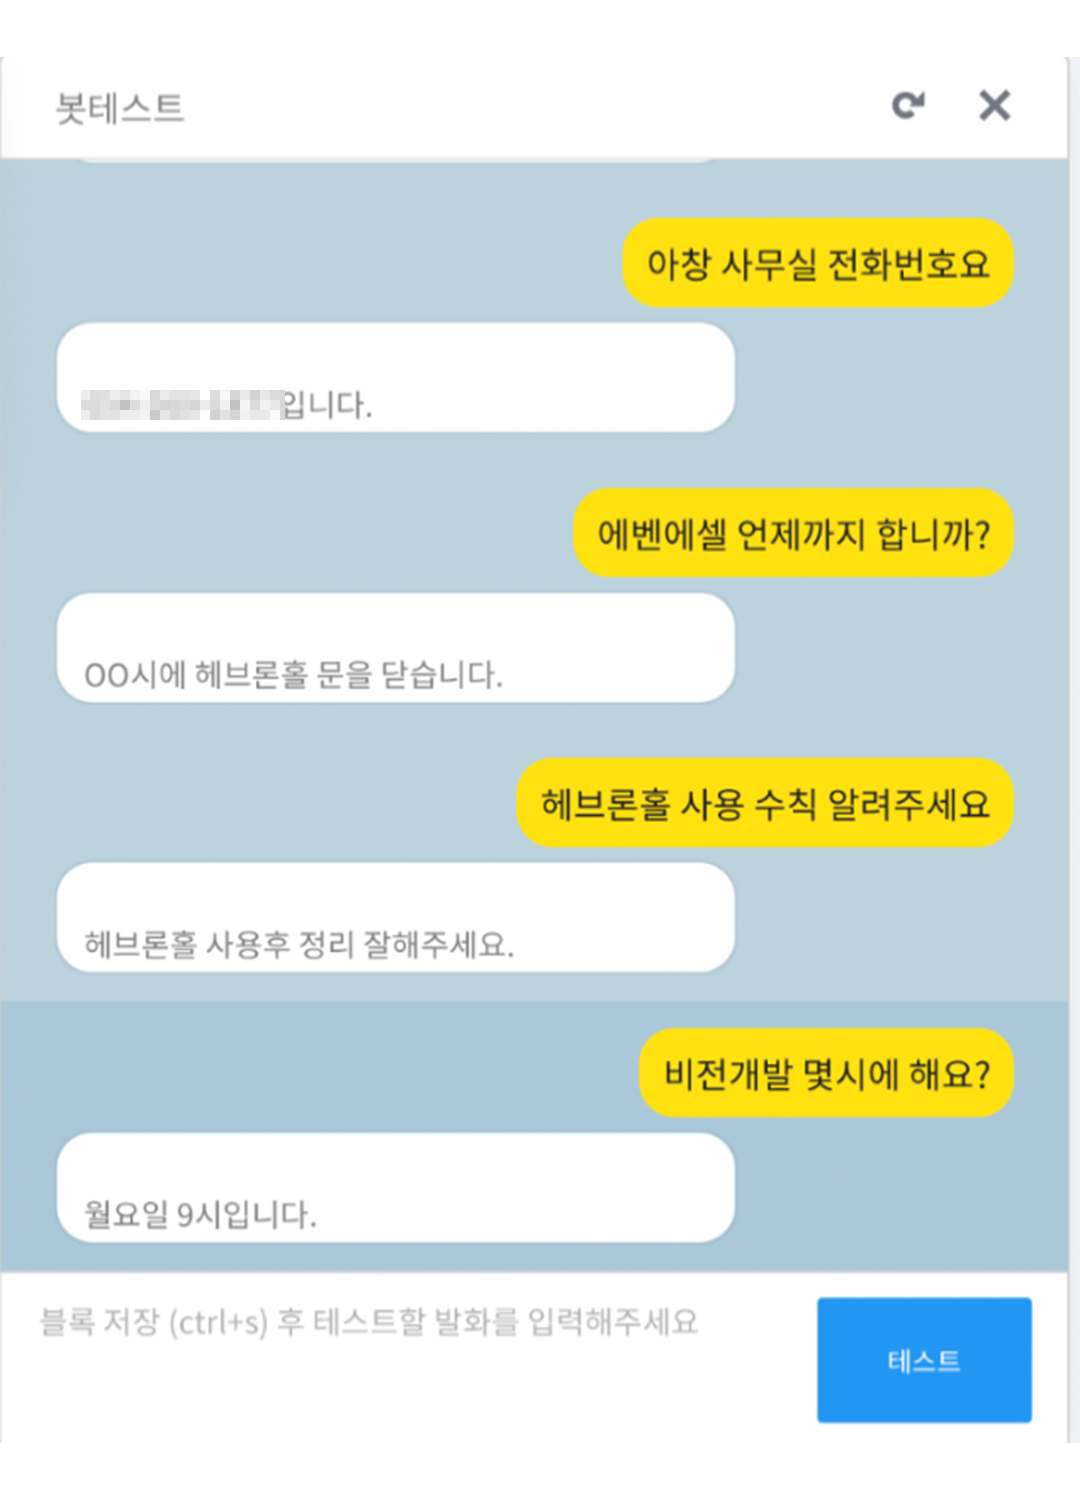 봇테스트
아창 사무실 전화번호요
입니다.
에벤에셀 언제까지 합니까?
OO시에 헤브론홀 문을 닫습니다.
헤브론홀 사용 수칙 알려주세요
헤브론홀 사용후 정리 잘해주세요.
비전개발 몇시에 해요?
월요일 9시입니다.
블록 저장 (ctrl+s) 후 테스트할 발화를 입력해주세요
테스트